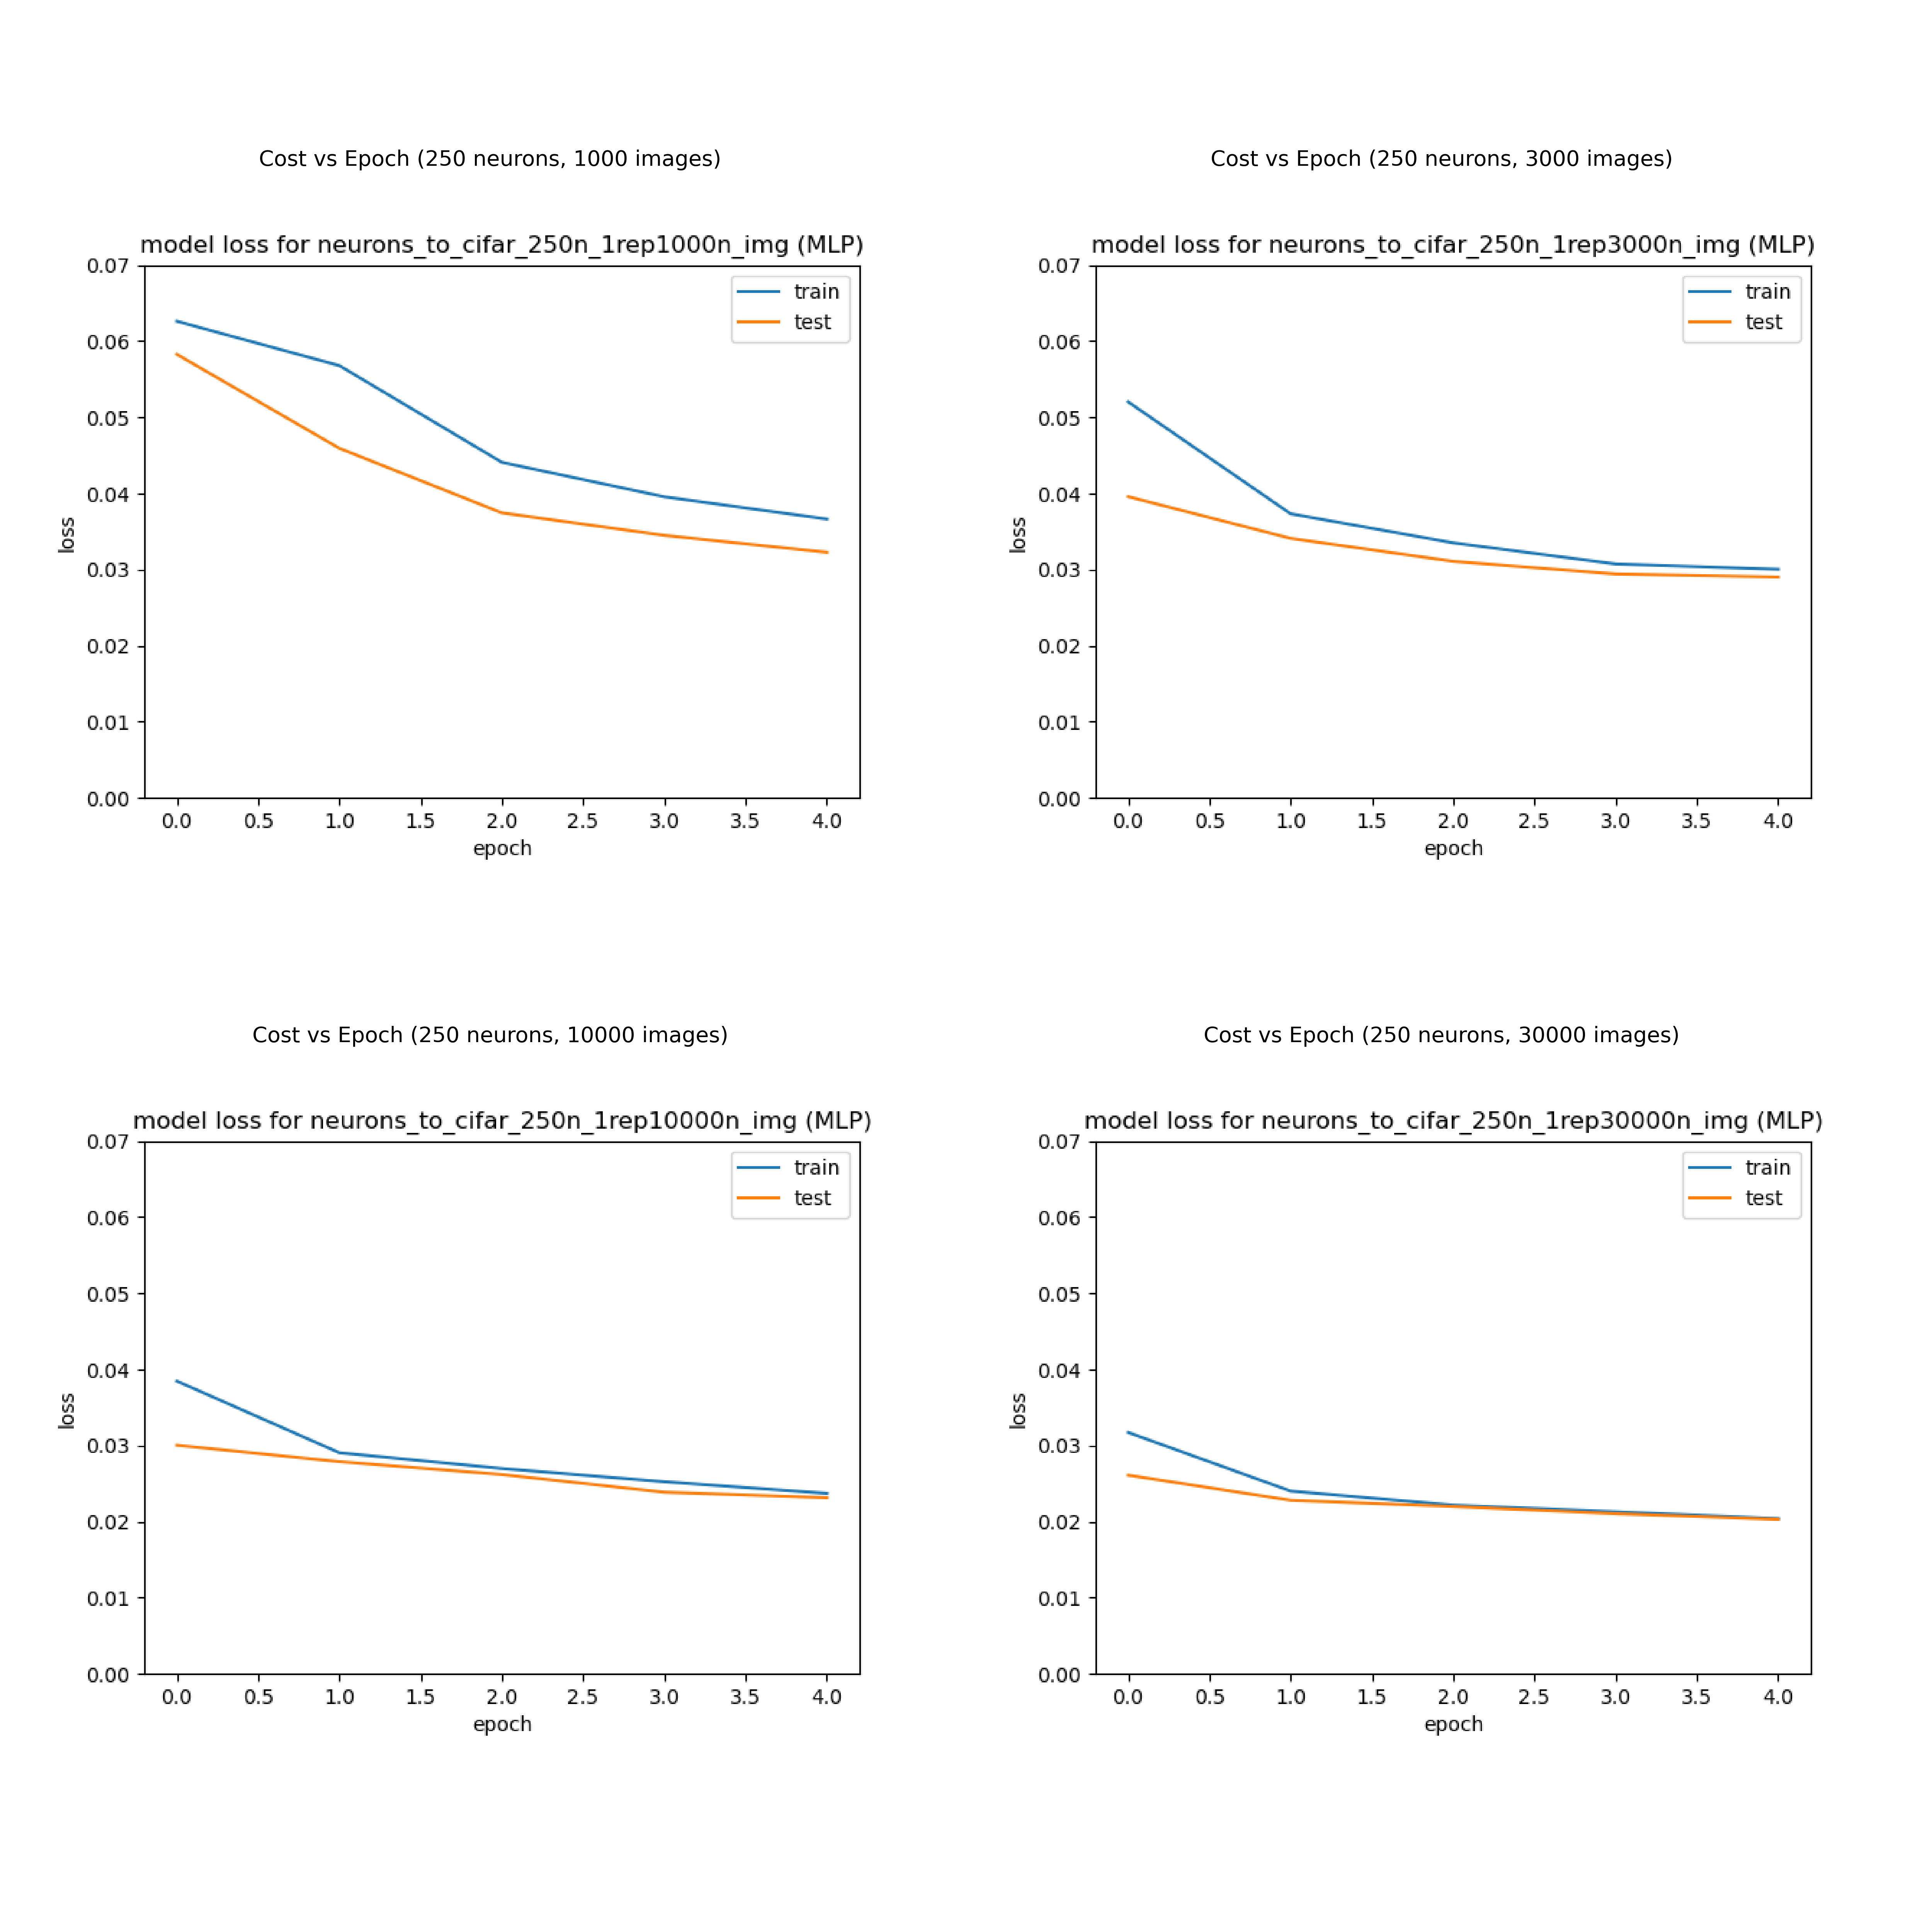 Cost vs Epoch (250 neurons, 1000 images)
model loss for neurons_to_cifar_250n_1rep1000n_img (MLP)
0.07
0.06
0.05
0.04
0.03
0.02
0.01
0.00
loss
train
test
0.0 0.5 1.0 1.5 2.0 2.5 3.0 3.5 4.0
epoch
Cost vs Epoch (250 neurons, 3000 images)
model loss for neurons_to_cifar_250n_1rep3000n_img (MLP)
0.07
0.06
0.05
0.04
0.03
0.02
0.01
0.00
loss
train
test
0.0 0.5 1.0 1.5 2.0 2.5 3.0 3.5 4.0
epoch
Cost vs Epoch (250 neurons, 10000 images)
model loss for neurons_to_cifar_250n_1rep10000n_img (MLP)
0.07
0.06
0.05
0.04
0.03
0.02
0.01
0.00
loss
train
test
0.0 0.5 1.0 1.5 2.0 2.5 3.0 3.5 4.0
epoch
Cost vs Epoch (250 neurons, 30000 images)
model loss for neurons_to_cifar_250n_1rep30000n_img (MLP)
0.07
0.06
0.05
0.04
0.03
0.02
0.01
0.00
loss
train
test
0.0 0.5 1.0 1.5 2.0 2.5 3.0 3.5 4.0
epoch